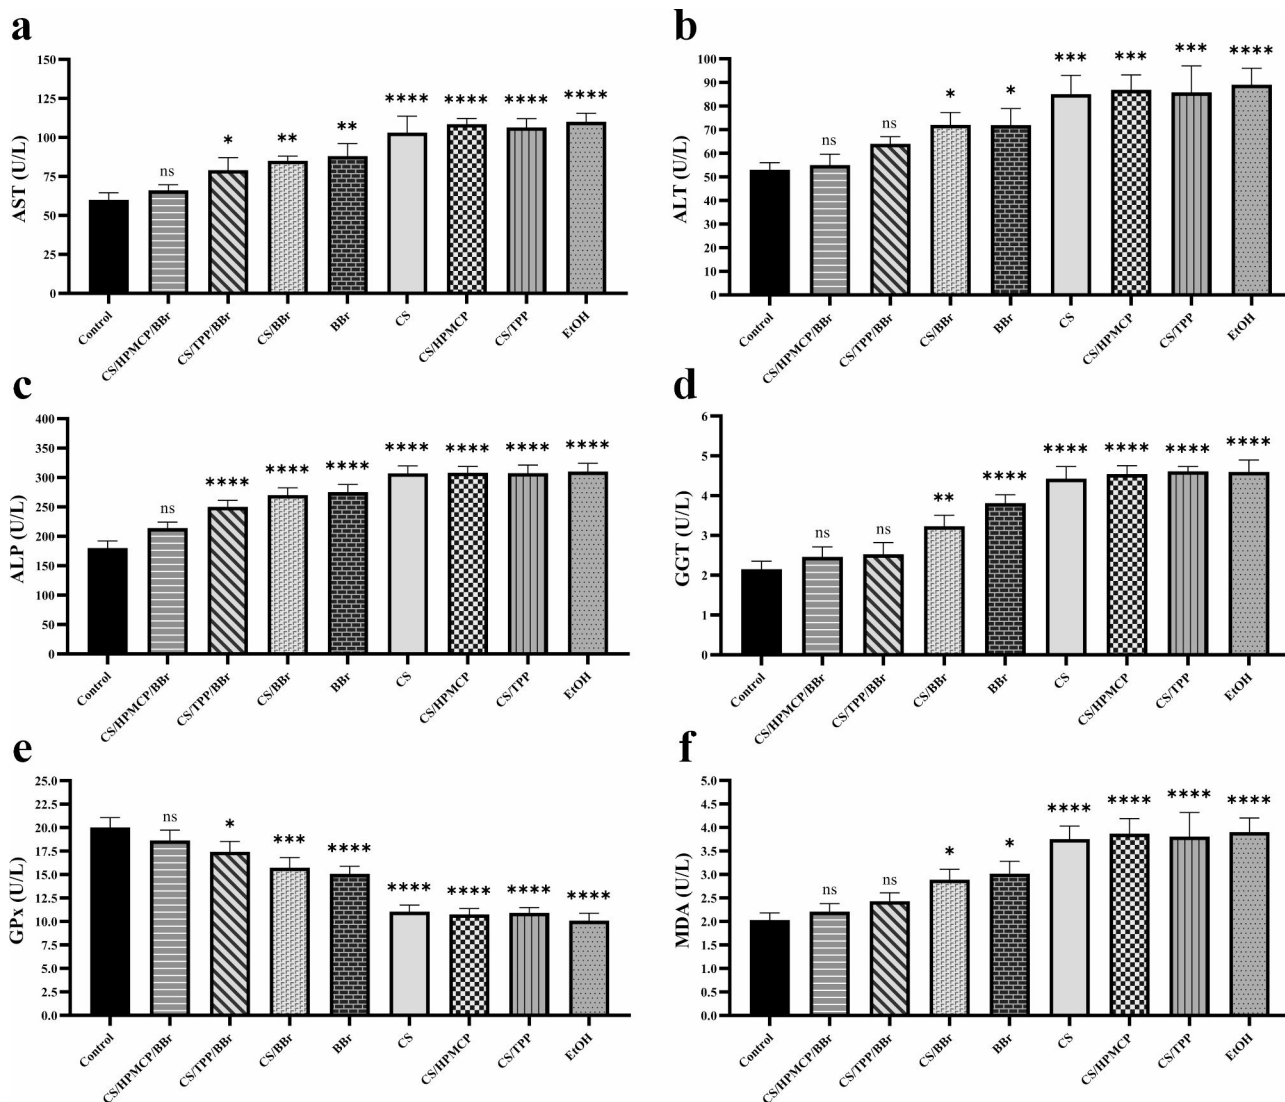 a
AST (U/L)
150
125
100
75
50
25
0
ns
*
**
**
****
****
****
****
Control
CS/HPMCP/BBr
CS/TPP/BBr
CS/BBr
BBr
CS
CS/HPMCP
CS/TPP
EtOH
b
ALT (U/L)
100
90
80
70
60
50
40
30
20
10
0
ns
ns
*
*
***
***
***
****
Control
CS/HPMCP/BBr
CS/TPP/BBr
CS/BBr
BBr
CS
CS/HPMCP
CS/TPP
EtOH
c
ALP (U/L)
400
350
300
250
200
150
100
50
0
ns
****
****
****
****
****
****
****
Control
CS/HPMCP/BBr
CS/TPP/BBr
CS/BBr
BBr
CS
CS/HPMCP
CS/TPP
EtOH
d
GGT (U/L)
6
5
4
3
2
1
0
ns
ns
**
****
****
****
****
****
Control
CS/HPMCP/BBr
CS/TPP/BBr
CS/BBr
BBr
CS
CS/HPMCP
CS/TPP
EtOH
e
GPx (U/L)
25.0
22.5
20.0
17.5
15.0
12.5
10.0
7.5
5.0
2.5
0.0
ns
*
***
****
****
****
****
****
Control
CS/HPMCP/BBr
CS/TPP/BBr
CS/BBr
BBr
CS
CS/HPMCP
CS/TPP
EtOH
f
MDA (U/L)
5.0
4.5
4.0
3.5
3.0
2.5
2.0
1.5
1.0
0.5
0.0
ns
ns
*
*
****
****
****
****
Control
CS/HPMCP/BBr
CS/TPP/BBr
CS/BBr
BBr
CS
CS/HPMCP
CS/TPP
EtOH